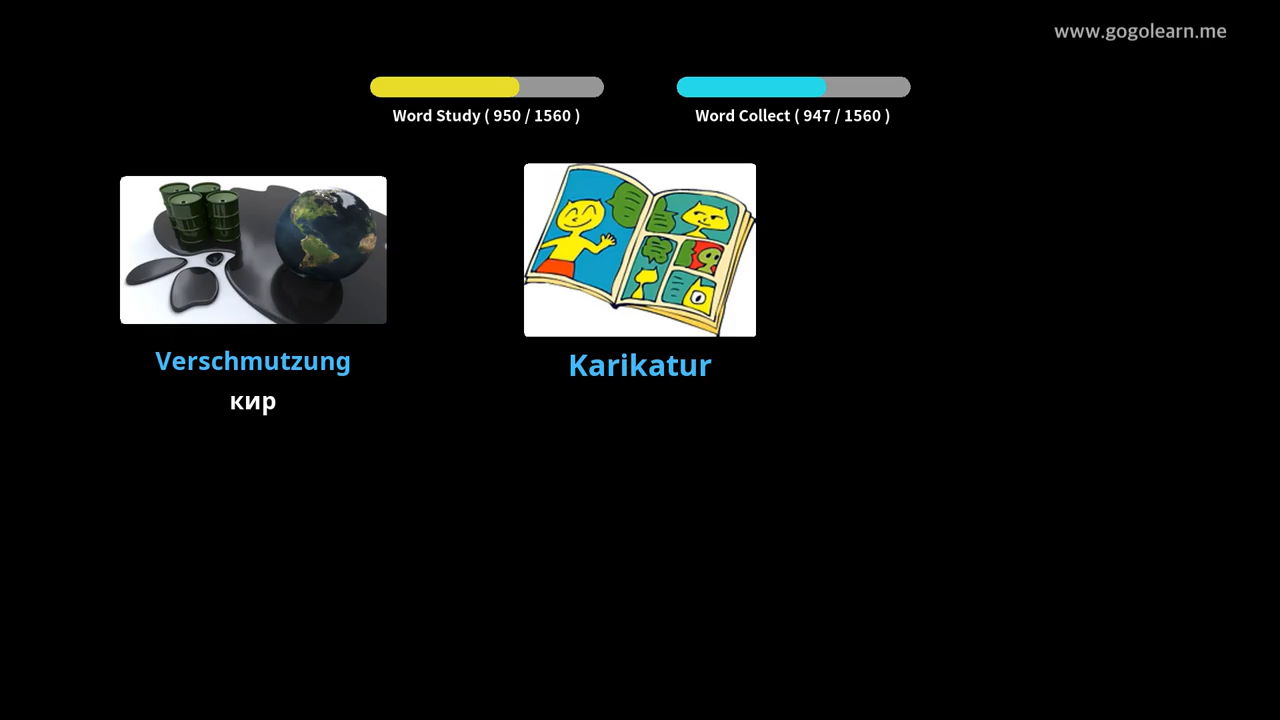 www.gogolearn.me
Word Study ( 950 / 1560 )
Word Collect ( 947 / 1560 )
Verschmutzung
кир
Karikatur